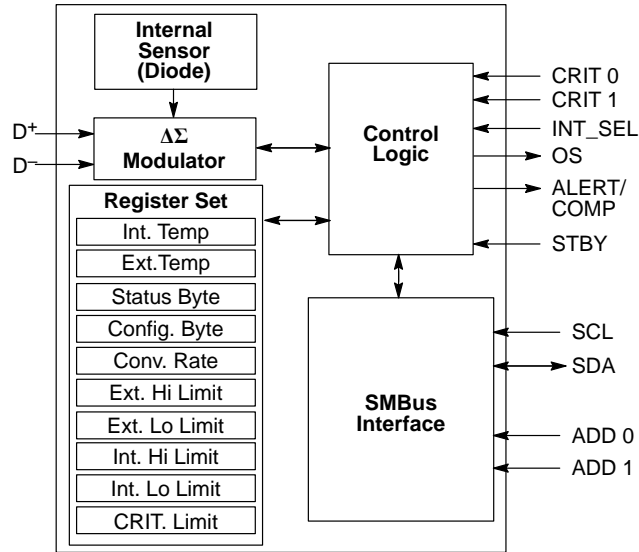 Internal
Sensor
(Diode)
D+
D−
ΔΣ
Modulator
Register Set
Int. Temp
Ext.Temp
Status Byte
Config. Byte
Conv. Rate
Ext. Hi Limit
Ext. Lo Limit
Int. Hi Limit
Int. Lo Limit
CRIT. Limit
Control
Logic
CRIT 0
CRIT 1
INT_SEL
OS
ALERT/
COMP
STBY
SMBus
Interface
SCL
SDA
ADD 0
ADD 1